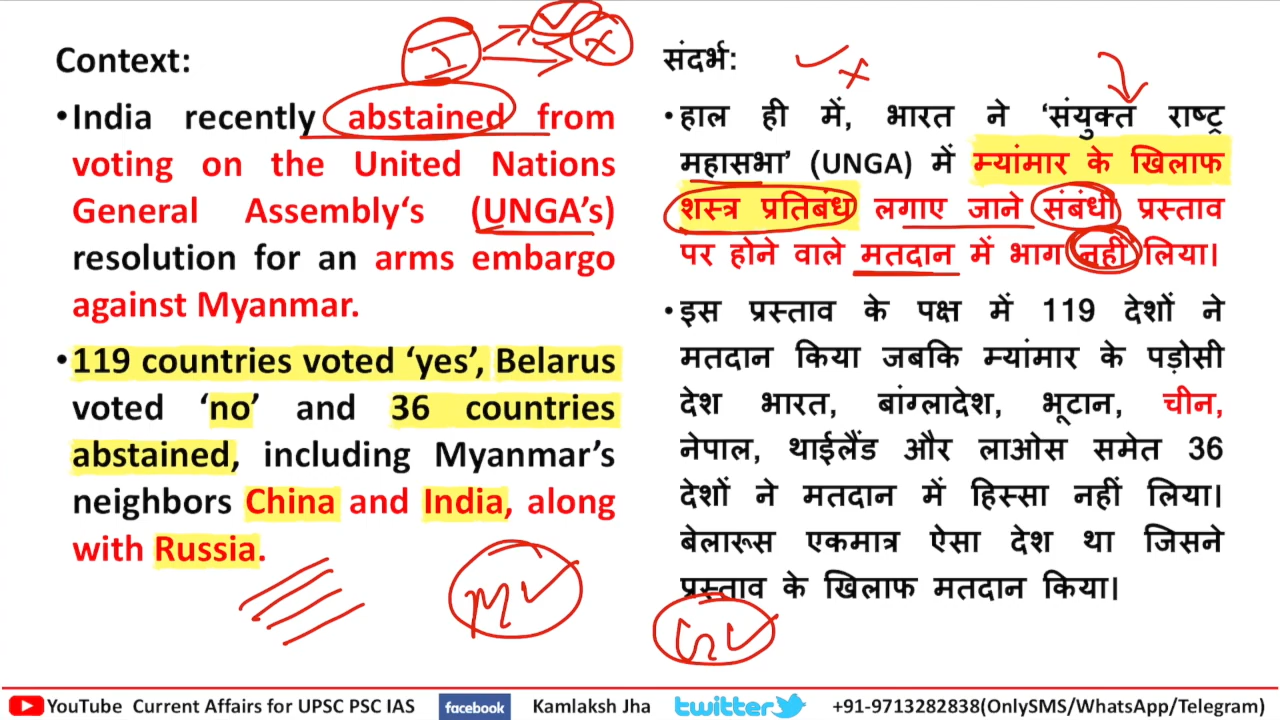 Context:
•India recently abstained from
voting on the United Nations
General Assembly‘s (UNGA’s)
resolution for an arms embargo
against Myanmar.
•119 countries voted ‘yes’, Belarus
voted ‘no’ and 36 countries
abstained, including Myanmar’s
neighbors China and India, along
with Russia.
संदर्भ:
•हाल ही में, भारत ने ‘संयुक्त राष्ट्र
महासभा’ (UNGA) में म्यांमार के खिलाफ
शस्त्र प्रतिबंध लगाए जाने संबंधी प्रस्ताव
पर होने वाले मतदान में भाग नहीं लिया।
•इस प्रस्ताव के पक्ष में 119 देशों ने
मतदान किया जबकि म्यांमार के पड़ोसी
देश भारत, बांग्लादेश, भूटान, चीन,
नेपाल, थाईलैंड और लाओस समेत 36
देशों ने मतदान में हिस्सा नहीं लिया।
बेलारूस एकमात्र ऐसा देश था जिसने
प्रस्ताव के खिलाफ मतदान किया।
YouTube Current Affairs for UPSC PSC IAS facebook Kamlaksh Jha twitter +91-9713282838(OnlySMS/WhatsApp/Telegram)